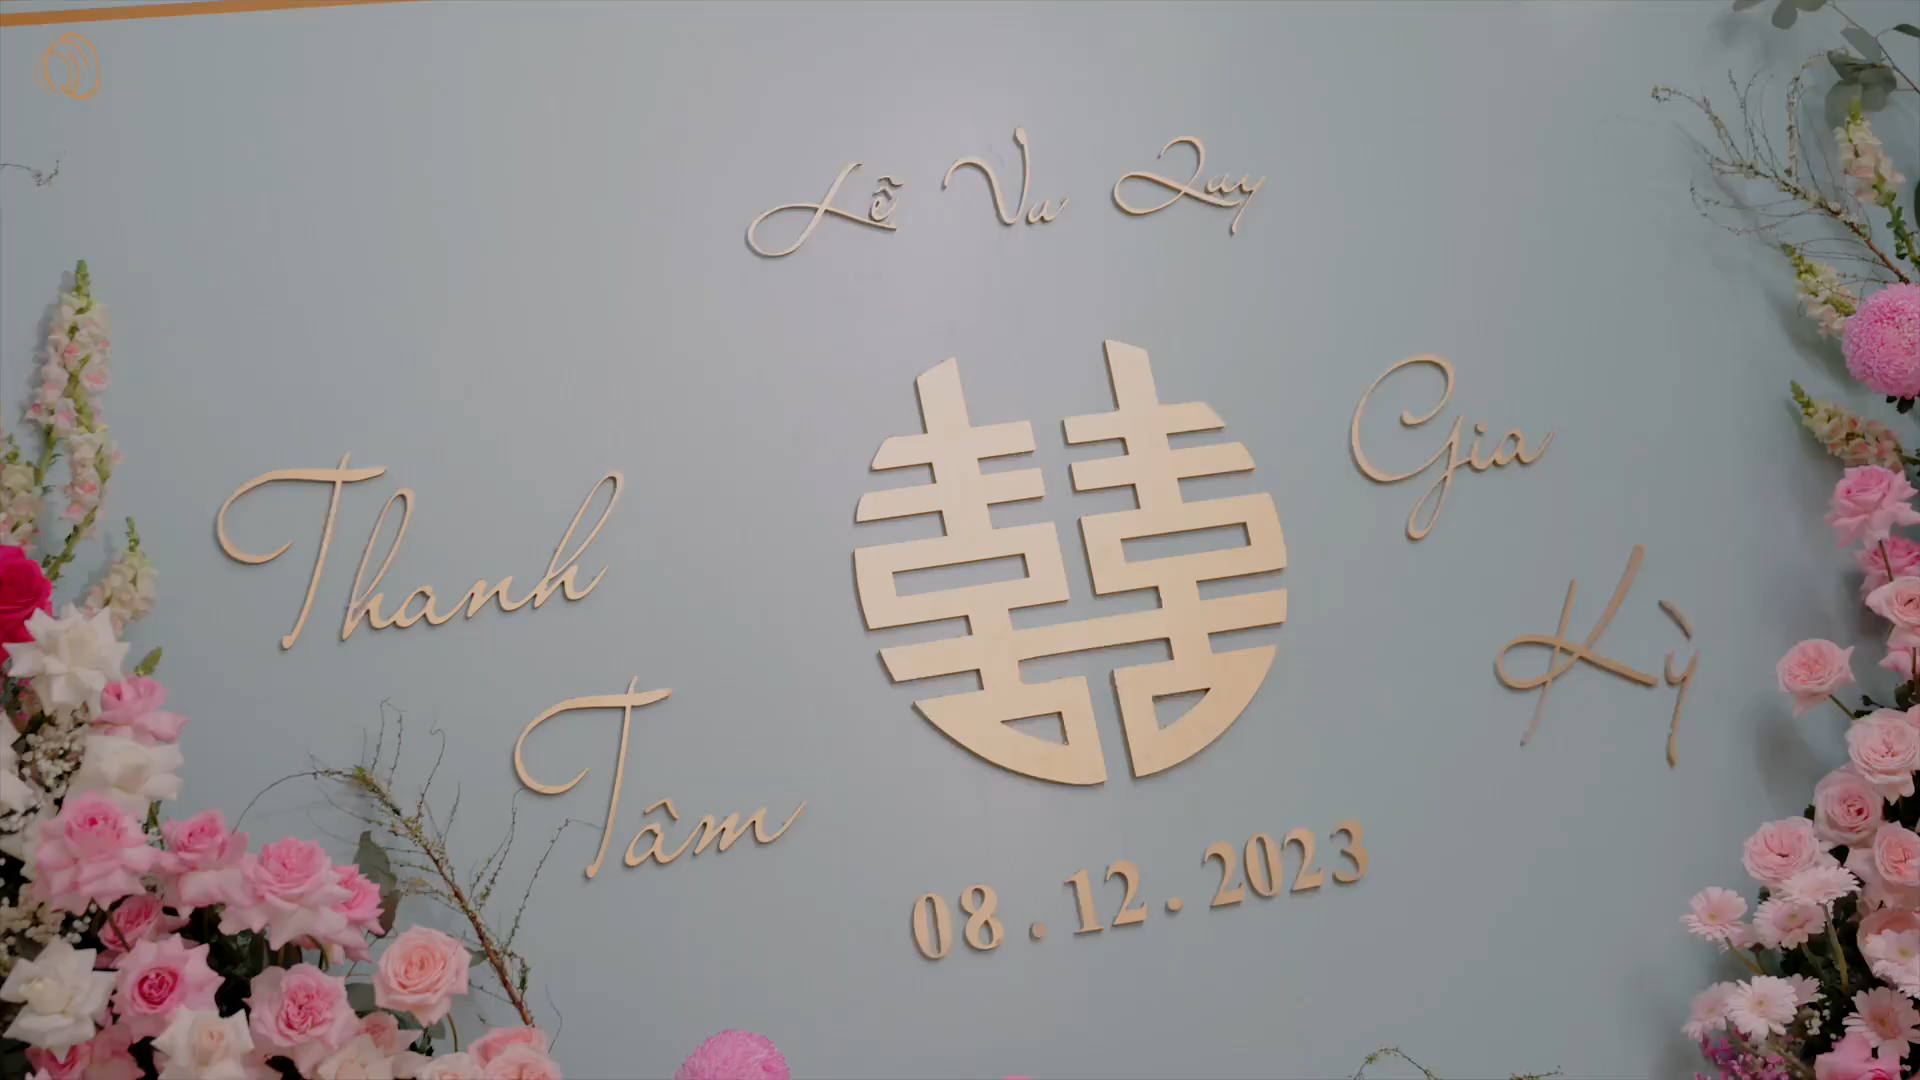 Lễ Vu Quy
囍
Thanh
Tâm
Gia
Kỳ
08.12.2023